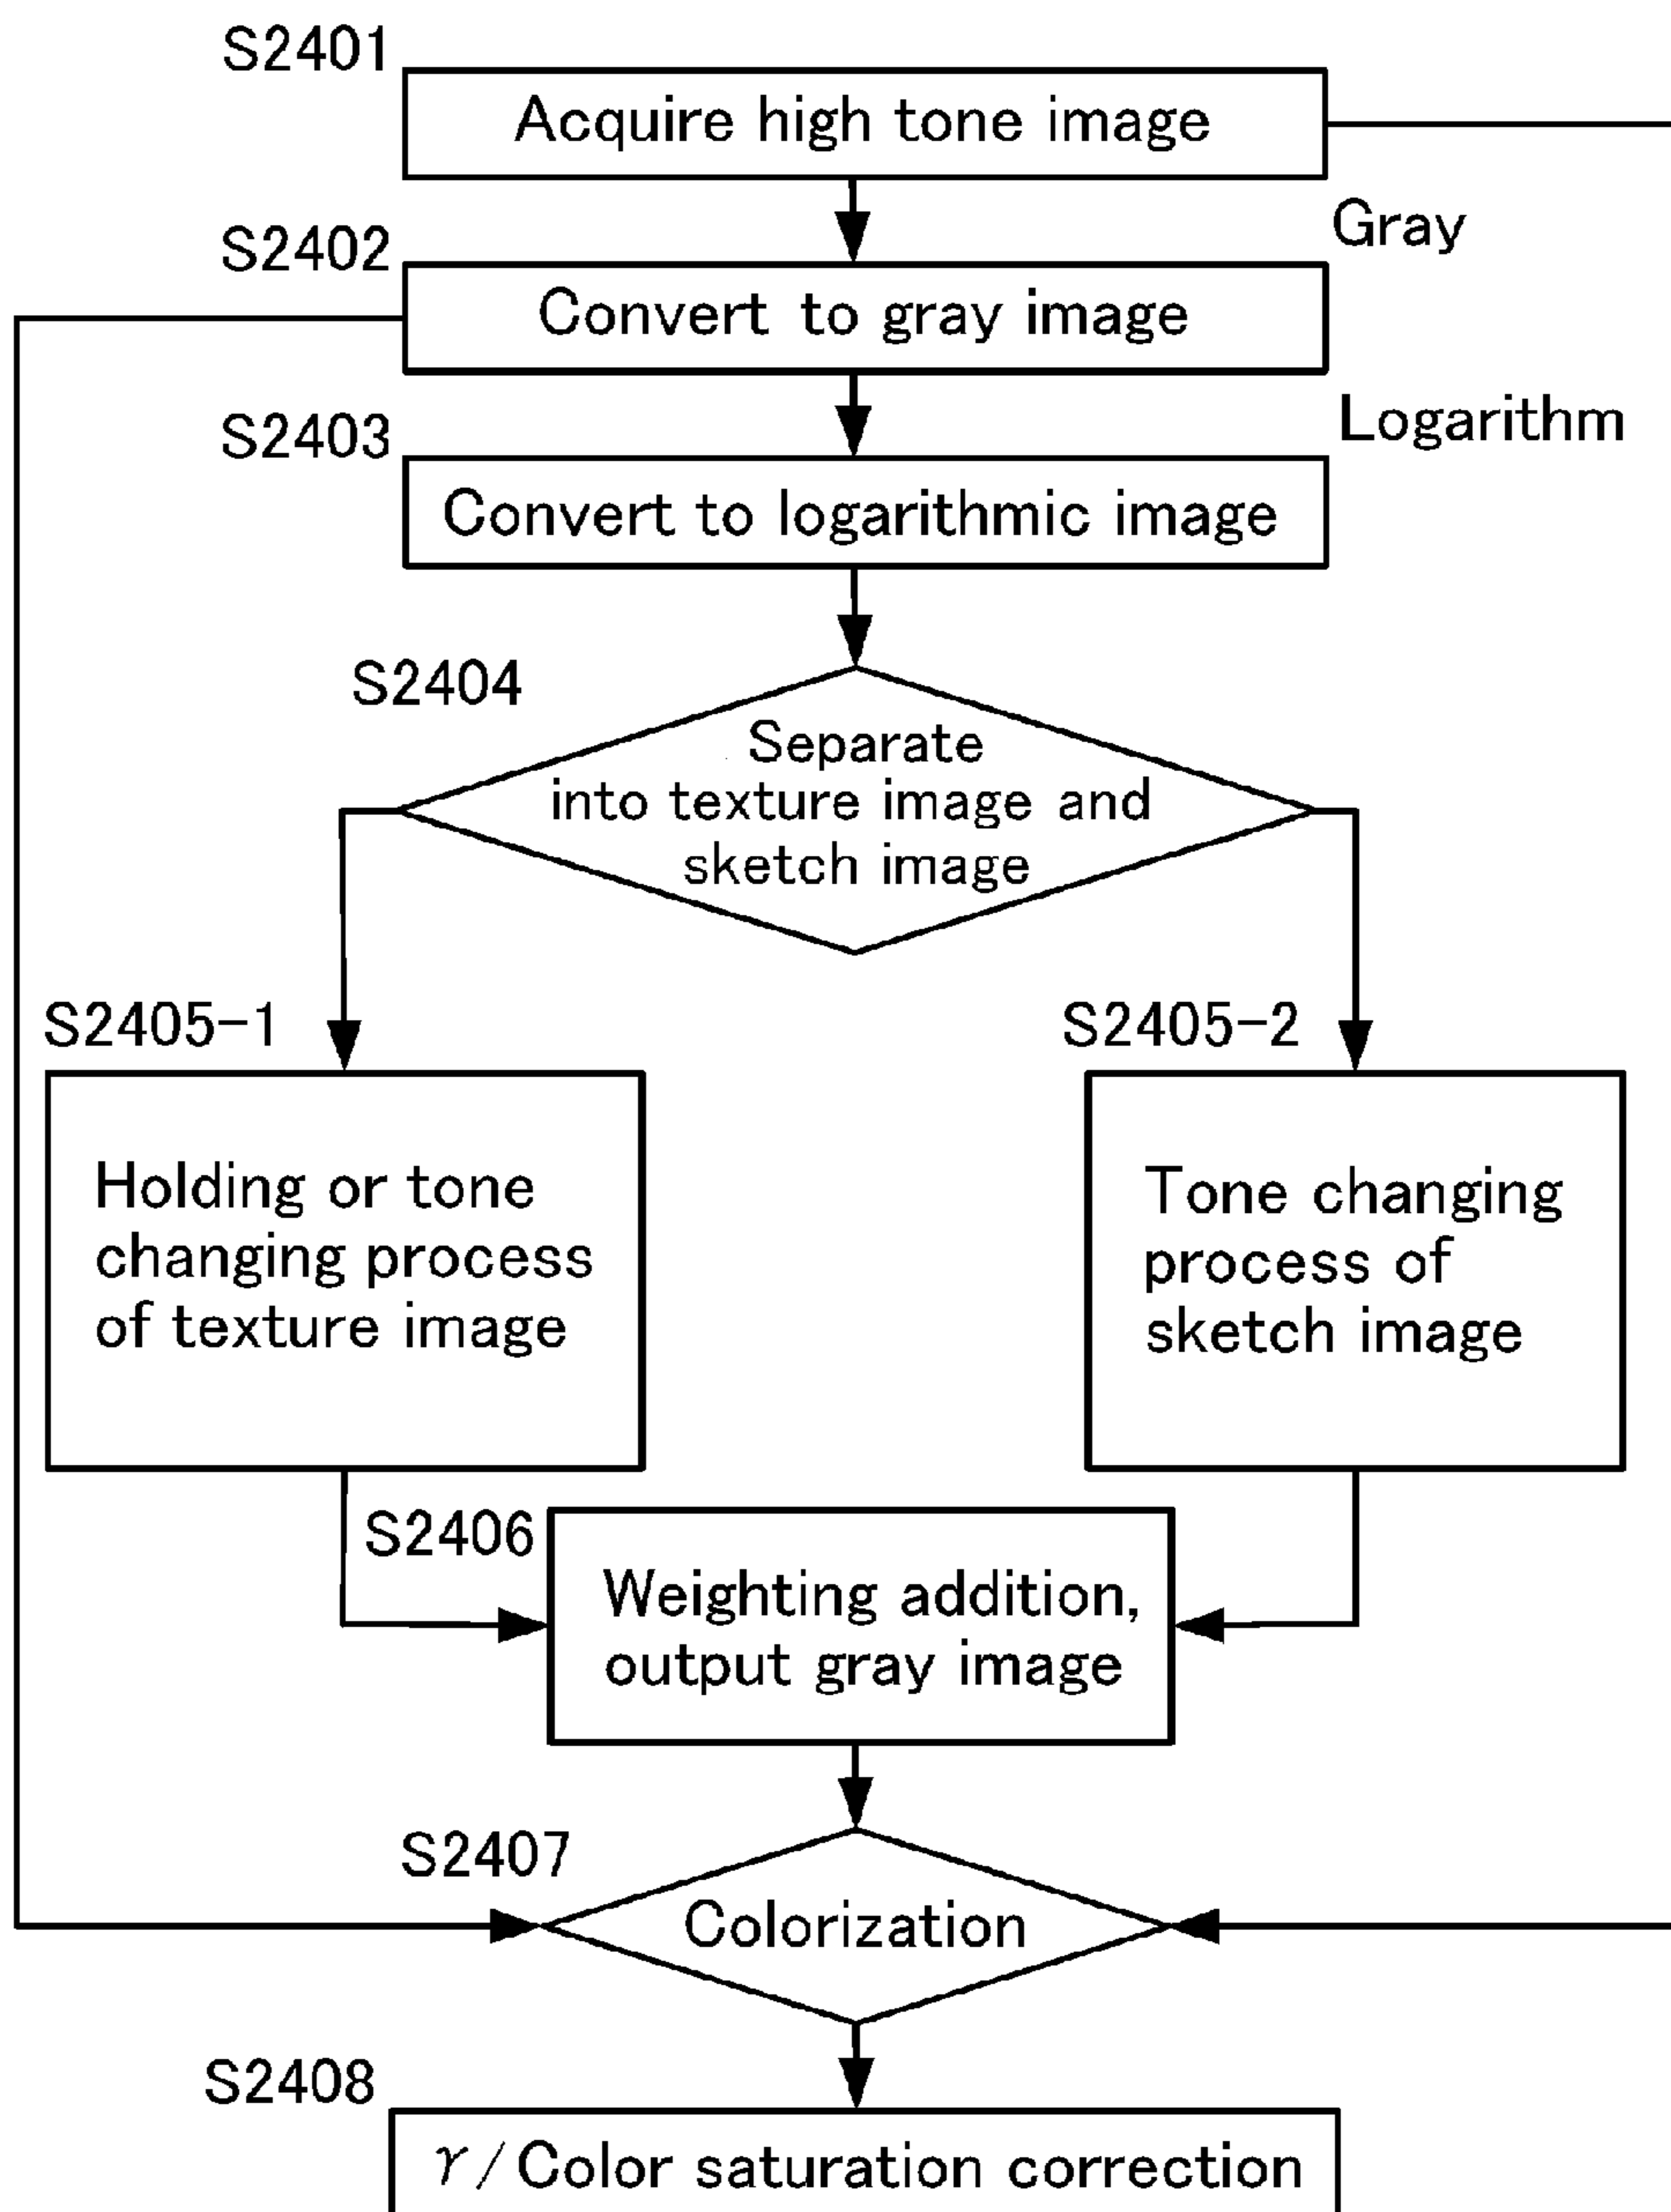 S2401
Acquire high tone image
Gray
S2402
Convert to gray image
Logarithm
S2403
Convert to logarithmic image
S2404
Separate
into texture image and
sketch image
S2405-1
S2405-2
Holding or tone
changing process
of texture image
Tone changing
process of
sketch image
S2406
Weighting addition,
output gray image
S2407
Colorization
S2408
γ/Color saturation correction